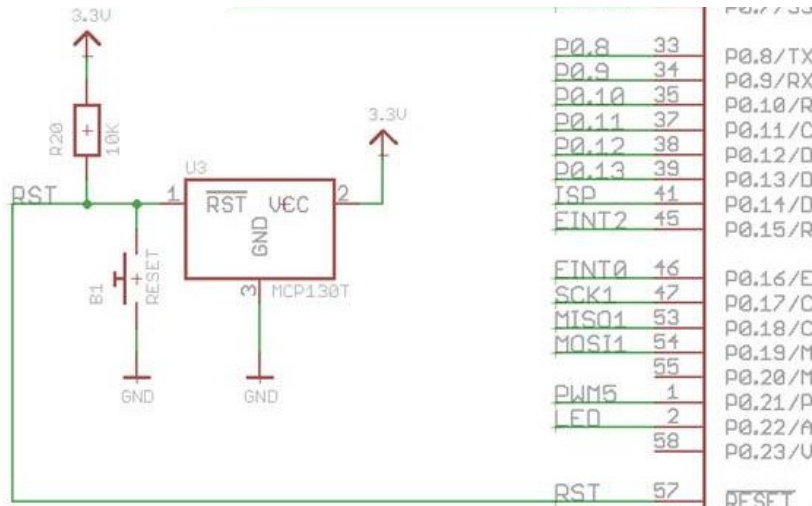 3.3V
R20
10K
3.3V
U3
RST
1
RST VCC
2
GND
3
MCP130T
B1
RESET
GND
GND
P0.8 33 P0.8/TX
P0.9 34 P0.9/RX
P0.10 35 P0.10/R
P0.11 37 P0.11/C
P0.12 38 P0.12/D
P0.13 39 P0.13/D
ISP 41 P0.14/D
EINT2 45 P0.15/R
EINT0 46 P0.16/E
SCK1 47 P0.17/C
MISO1 53 P0.18/C
MOSI1 54 P0.19/M
55 P0.20/M
PWM5 1 P0.21/P
LED 2 P0.22/A
58 P0.23/V
RST 57 RESET